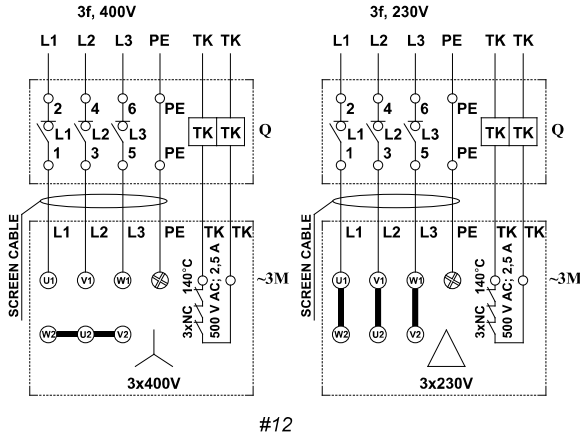 3f, 400V
L1 L2 L3 PE TK TK
2 4 6 PE
L1 L2 L3 TK TK Q
1 3 5 PE
SCREEN CABLE
L1 L2 L3 PE TK TK
U1 V1 W1
3xNC 140°C
500 V AC; 2,5 A
~3M
W2 U2 V2
3x400V
3f, 230V
L1 L2 L3 PE TK TK
2 4 6 PE
L1 L2 L3 TK TK Q
1 3 5 PE
SCREEN CABLE
L1 L2 L3 PE TK TK
U1 V1 W1
3xNC 140°C
500 V AC; 2,5 A
~3M
W2 U2 V2
3x230V
#12